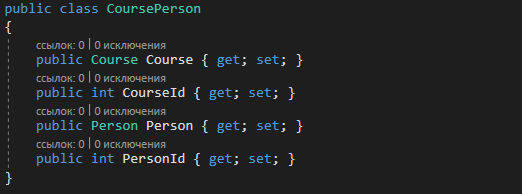 public class CoursePerson
{
ссылок: 0 | 0 исключения
public Course Course { get; set; }
ссылок: 0 | 0 исключения
public int CourseId { get; set; }
ссылок: 0 | 0 исключения
public Person Person { get; set; }
ссылок: 0 | 0 исключения
public int PersonId { get; set; }
}